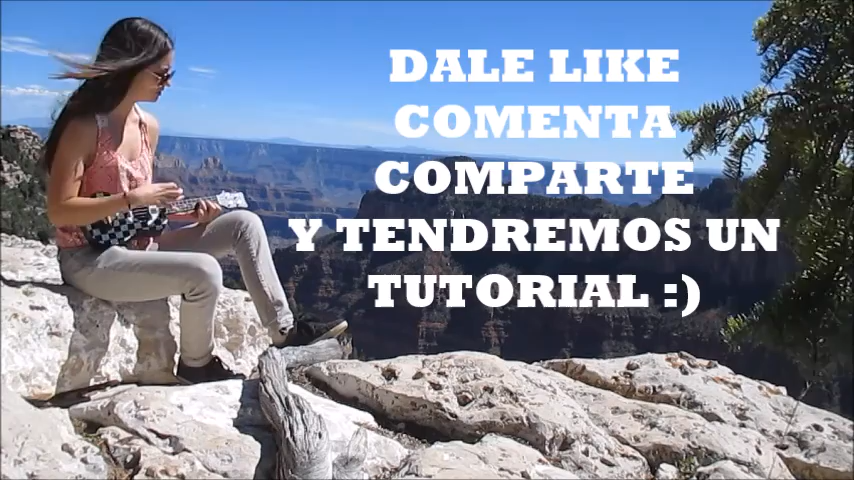 DALE LIKE
COMENTA
COMPARTE
Y TENDREMOS UN
TUTORIAL :)